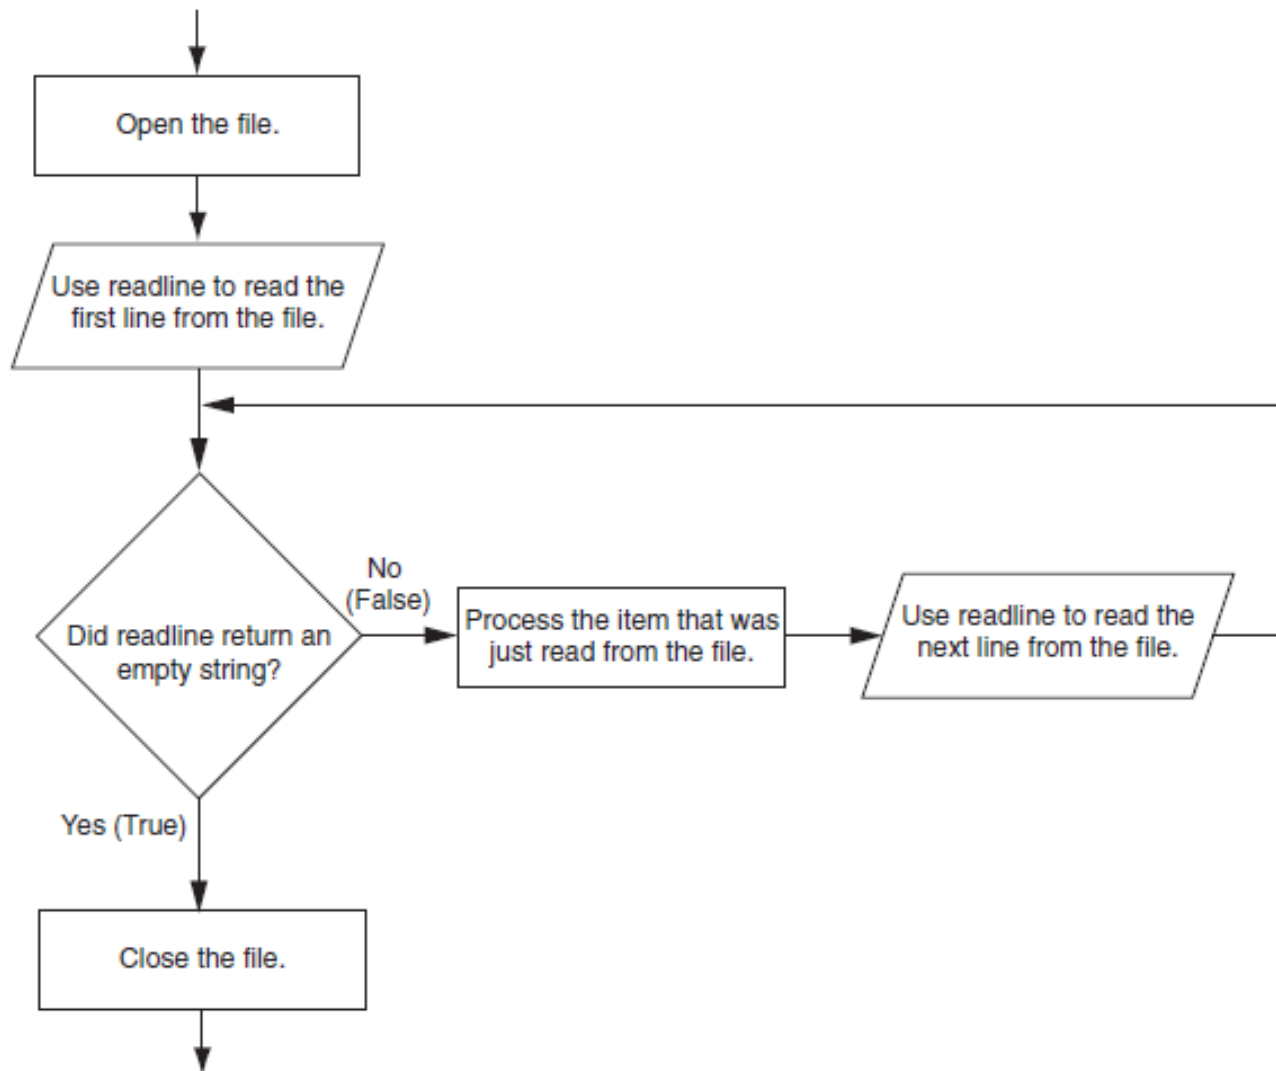 Open the file.
Use readline to read the
first line from the file.
No
(False)
Did readline return an
empty string?
Process the item that was
just read from the file.
Use readline to read the
next line from the file.
Yes (True)
Close the file.